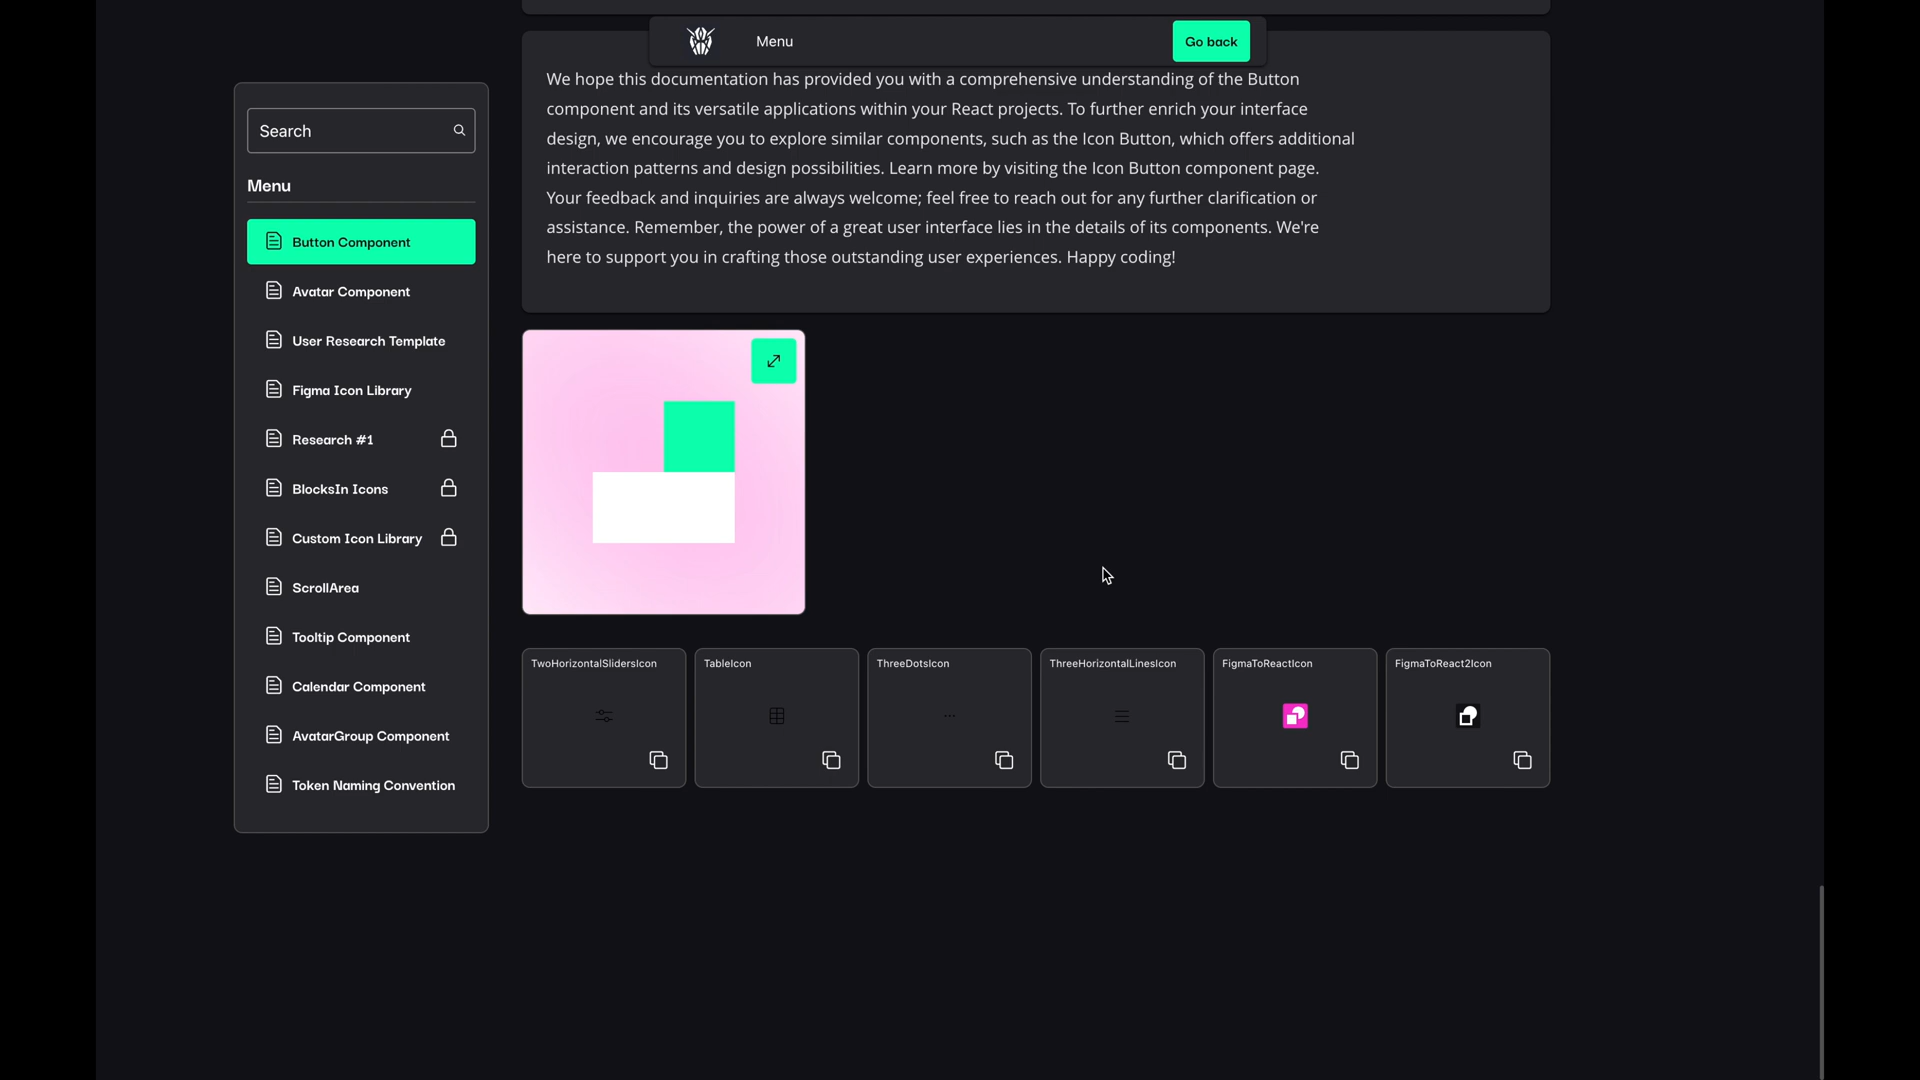 Menu
Go back
We hope this documentation has provided you with a comprehensive understanding of the Button
component and its versatile applications within your React projects. To further enrich your interface
design, we encourage you to explore similar components, such as the Icon Button, which offers additional
interaction patterns and design possibilities. Learn more by visiting the Icon Button component page.
Your feedback and inquiries are always welcome; feel free to reach out for any further clarification or
assistance. Remember, the power of a great user interface lies in the details of its components. We're
here to support you in crafting those outstanding user experiences. Happy coding!
Search
Menu
Button Component
Avatar Component
User Research Template
Figma Icon Library
Research #1
BlocksIn Icons
Custom Icon Library
ScrollArea
Tooltip Component
Calendar Component
AvatarGroup Component
Token Naming Convention
TwoHorizontalSlidersIcon
TableIcon
ThreeDotsIcon
ThreeHorizontalLinesIcon
FigmaToReactIcon
FigmaToReact2Icon